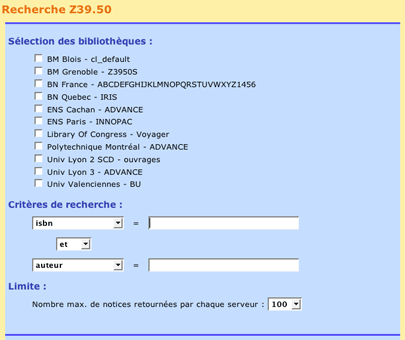 Recherche Z39.50
Sélection des bibliothèques :
BM Blois - cl_default
BM Grenoble - Z3950S
BN France - ABCDEFGHIJKLMNOPQRSTUVWXYZ1456
BN Quebec - IRIS
ENS Cachan - ADVANCE
ENS Paris - INNOPAC
Library Of Congress - Voyager
Polytechnique Montréal - ADVANCE
Univ Lyon 2 SCD - ouvrages
Univ Lyon 3 - ADVANCE
Univ Valenciennes - BU
Critères de recherche :
isbn =
et
auteur =
Limite :
Nombre max. de notices retournées par chaque serveur : 100